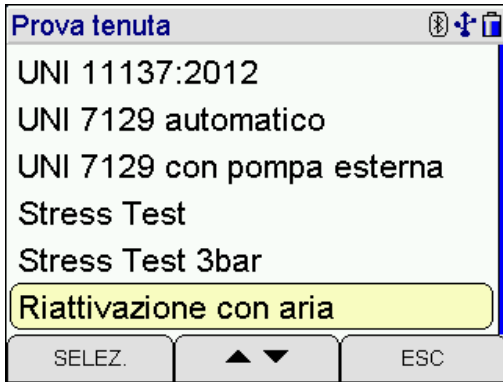 Prova tenuta
UNI 11137:2012
UNI 7129 automatico
UNI 7129 con pompa esterna
Stress Test
Stress Test 3bar
Riattivazione con aria
SELEZ. ▲ ▼ ESC